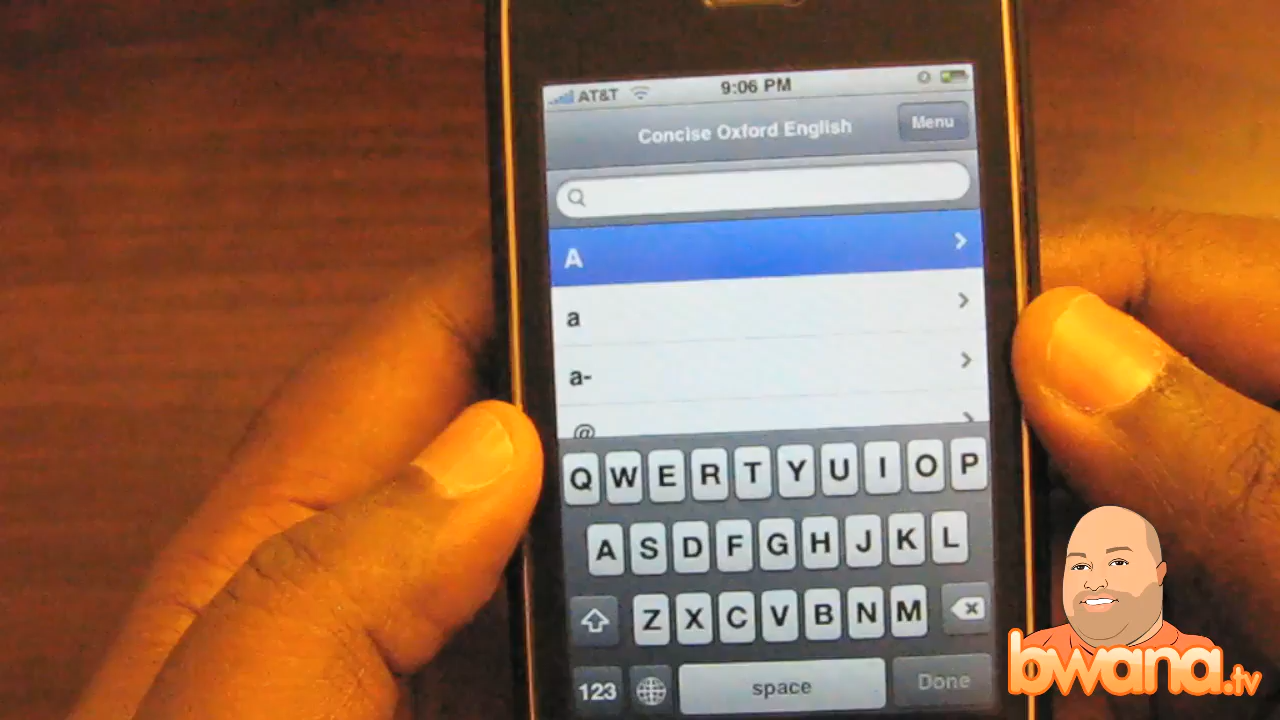 AT&T 9:06 PM
Concise Oxford English Menu
A
a
a-
@
Q W E R T Y U I O P
A S D F G H J K L
Z X C V B N M
123 space Done
bwana.tv